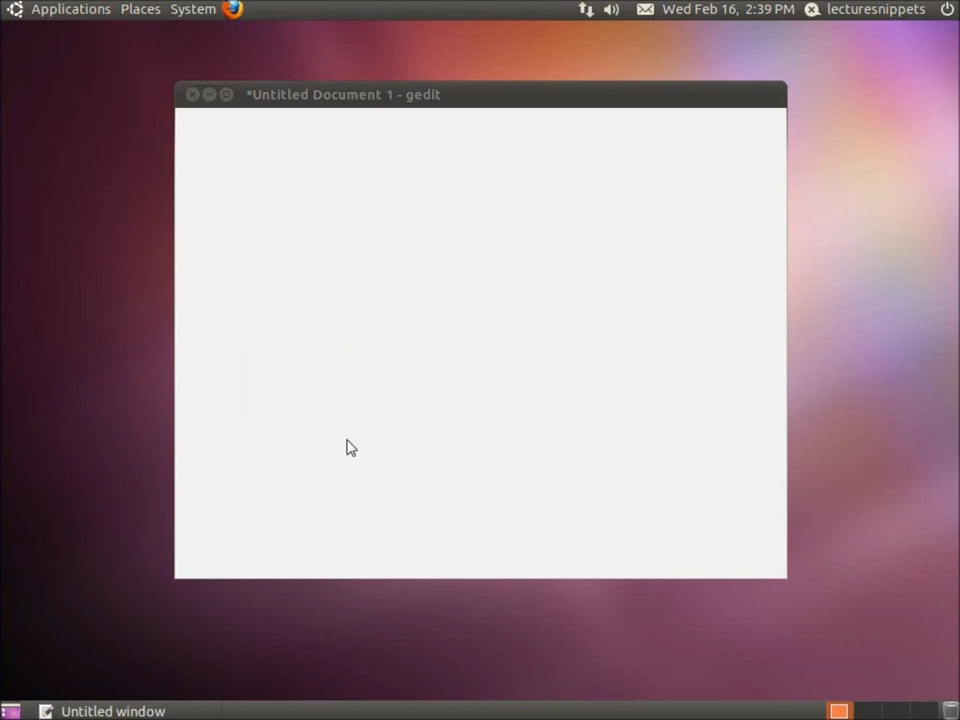 Applications Places System Wed Feb 16, 2:39 PM lecturesnippets
*Untitled Document 1 - gedit
Untitled window